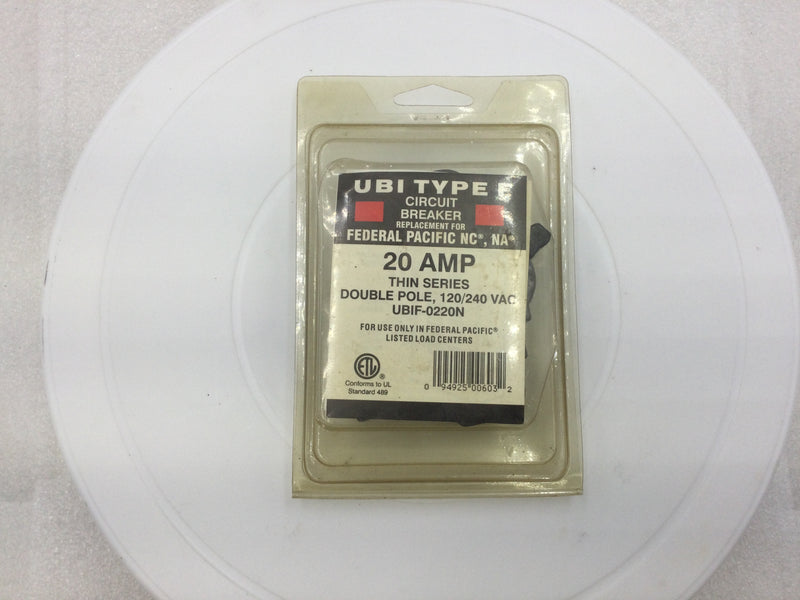 UBI TYPE F
CIRCUIT
BREAKER
REPLACEMENT FOR
FEDERAL PACIFIC NC®, NA®
20 AMP
THIN SERIES
DOUBLE POLE, 120/240 VAC
UBIF-0220N
FOR USE ONLY IN FEDERAL PACIFIC®
LISTED LOAD CENTERS
ETL®
Conforms to UL
Standard 489
0 94925 00603 2